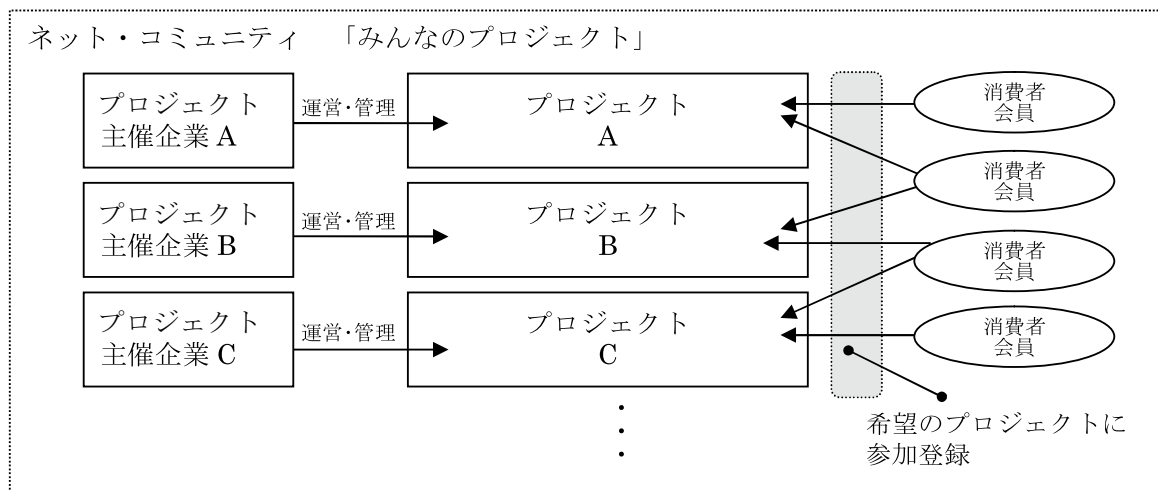 ネット・コミュニティ 「みんなのプロジェクト」
プロジェクト
主催企業 A
運営・管理
プロジェクト
A
消費者
会員
プロジェクト
主催企業 B
運営・管理
プロジェクト
B
消費者
会員
プロジェクト
主催企業 C
運営・管理
プロジェクト
C
消費者
会員
消費者
会員
希望のプロジェクトに
参加登録